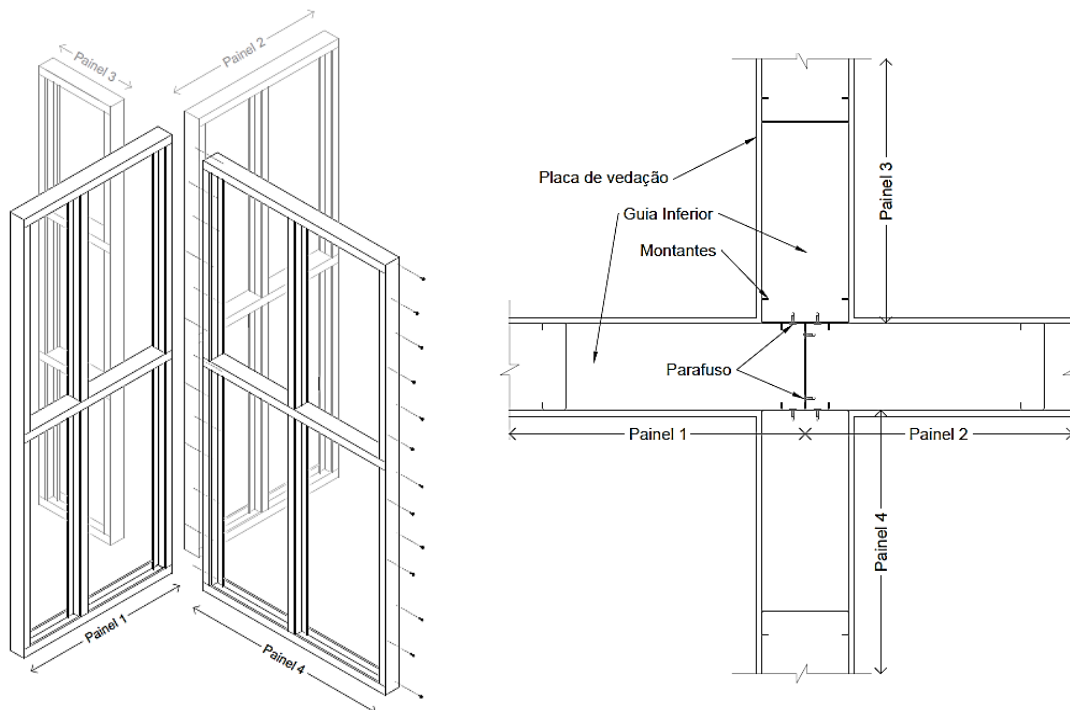 Painel 3
Painel 2
Painel 1
Painel 4
Placa de vedação
Guia Inferior
Montantes
Parafuso
Painel 3
Painel 1
Painel 2
Painel 4